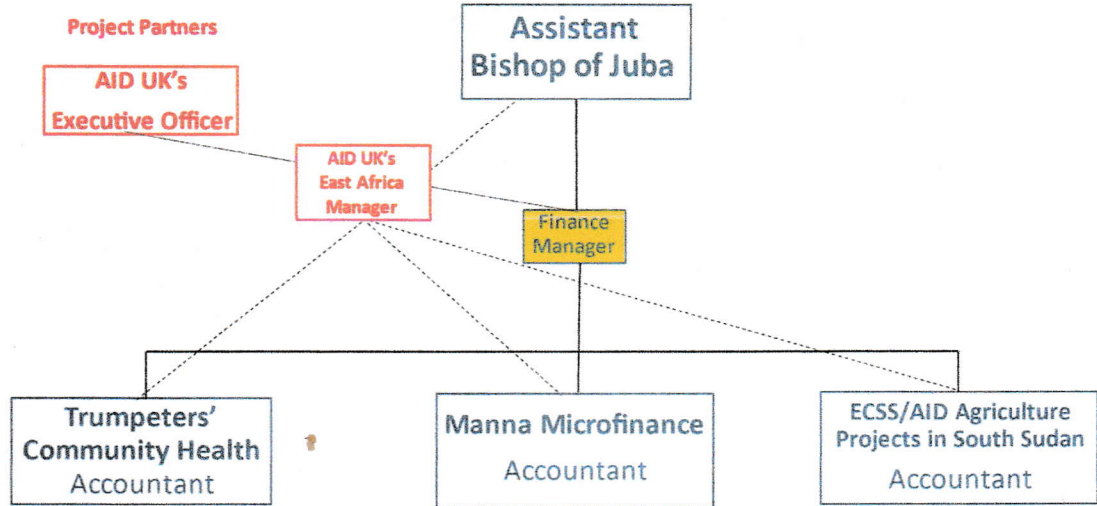 Project Partners
AID UK's
Executive Officer
Assistant
Bishop of Juba
AID UK's
East Africa
Manager
Finance
Manager
Trumpeters'
Community Health
Accountant
Manna Microfinance
Accountant
ECSS/AID Agriculture
Projects in South Sudan
Accountant